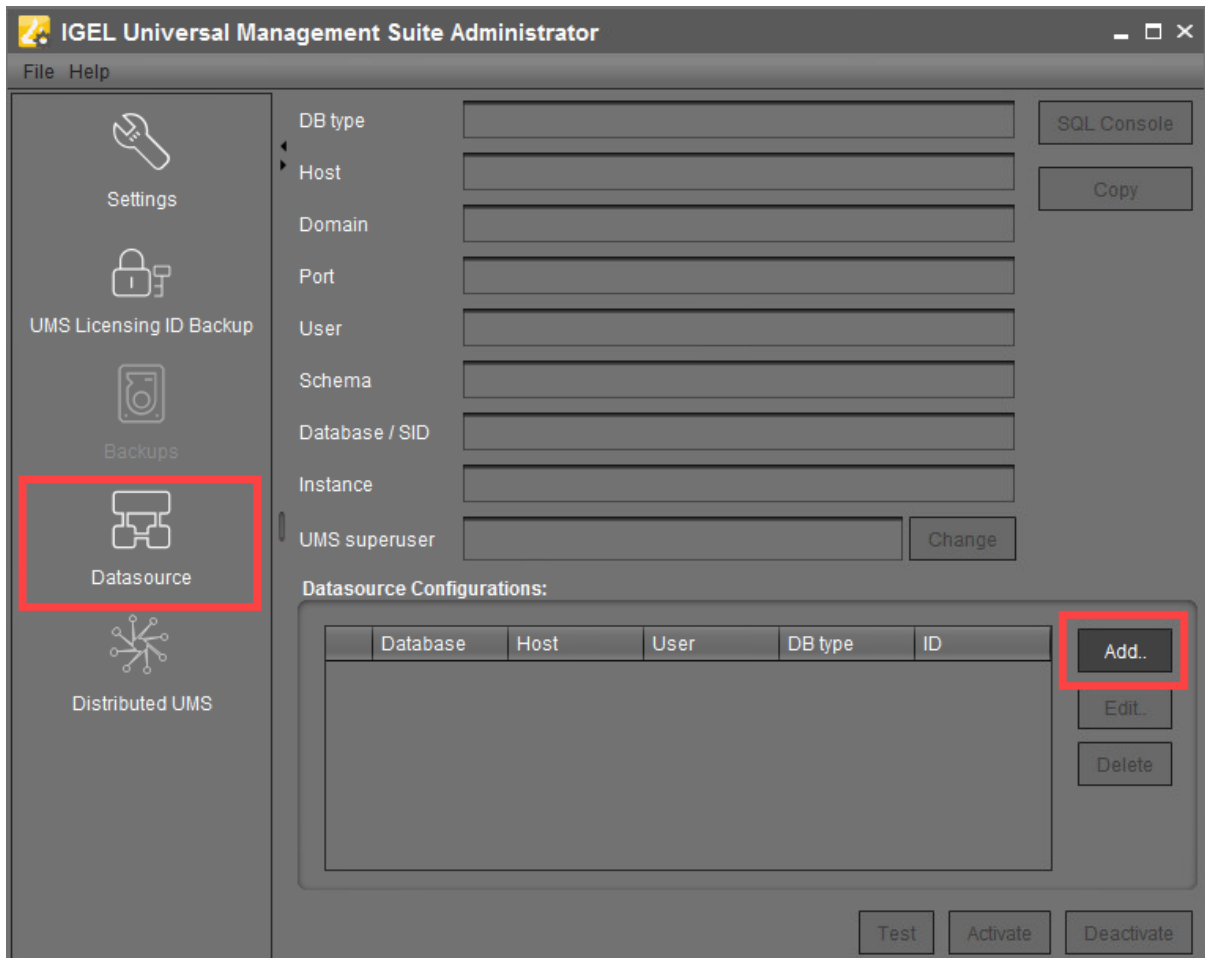 IGEL Universal Management Suite Administrator
File Help
Settings
UMS Licensing ID Backup
Backups
Datasource
Distributed UMS
DB type
Host
Domain
Port
User
Schema
Database / SID
Instance
UMS superuser
Change
SQL Console
Copy
Datasource Configurations:
Database Host User DB type ID
Add..
Edit..
Delete
Test Activate Deactivate